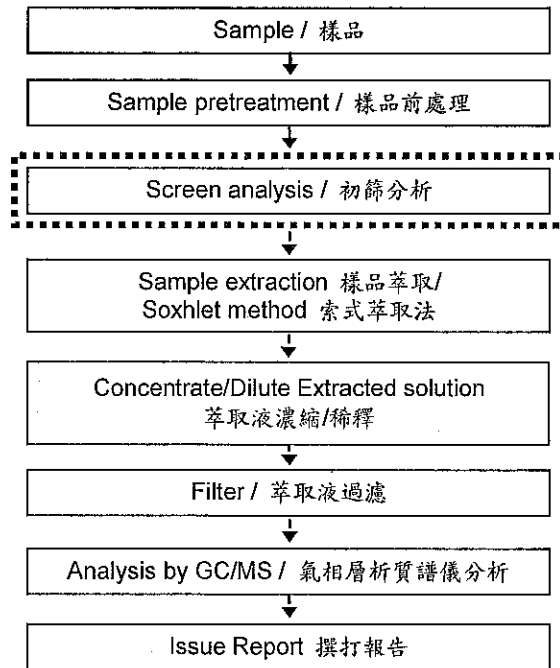 Sample / 樣品
Sample pretreatment / 樣品前處理
Screen analysis / 初篩分析
Sample extraction 樣品萃取/
Soxhlet method 索式萃取法
Concentrate/Dilute Extracted solution
萃取液濃縮/稀釋
Filter / 萃取液過濾
Analysis by GC/MS / 氣相層析質譜儀分析
Issue Report 撰打報告